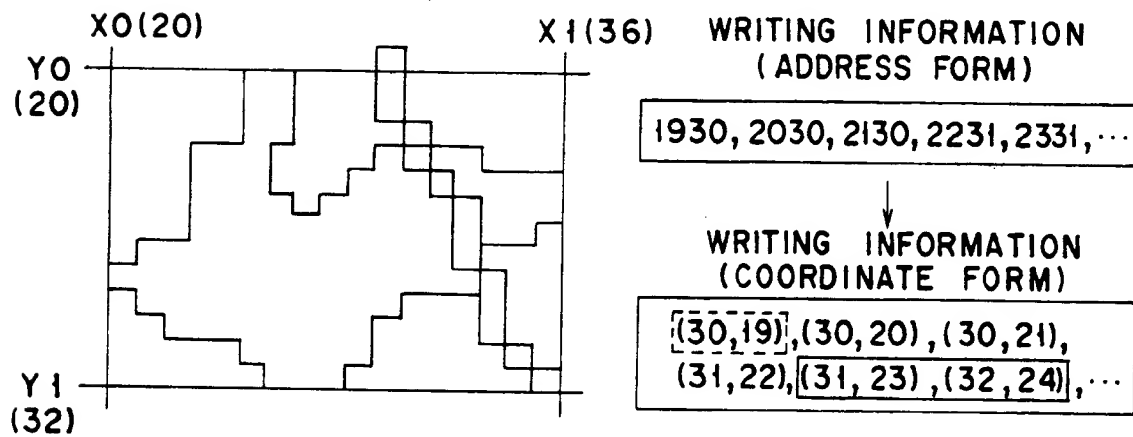 X0(20)
X1(36)
Y0
(20)
Y1
(32)
WRITING INFORMATION
(ADDRESS FORM)
1930, 2030, 2130, 2231, 2331, ···
WRITING INFORMATION
(COORDINATE FORM)
(30,19), (30,20), (30,21),
(31,22), (31,23), (32,24), ···